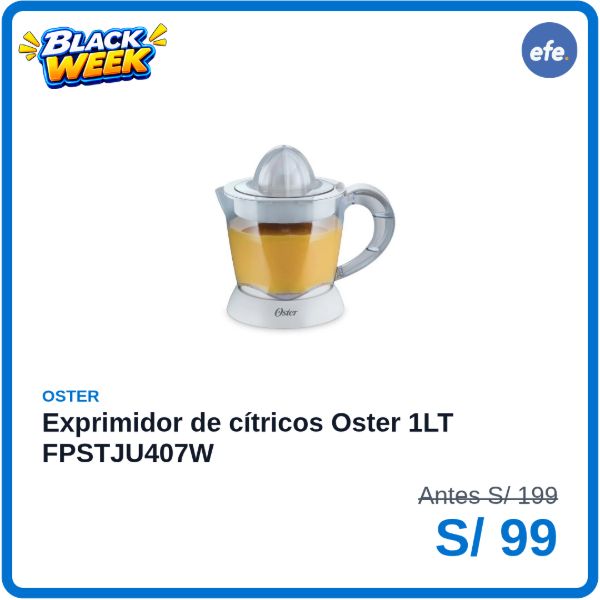 BLACK
WEEK
efe.
Oster
OSTER
Exprimidor de cítricos Oster 1LT
FPSTJU407W
Antes S/ 199
S/ 99